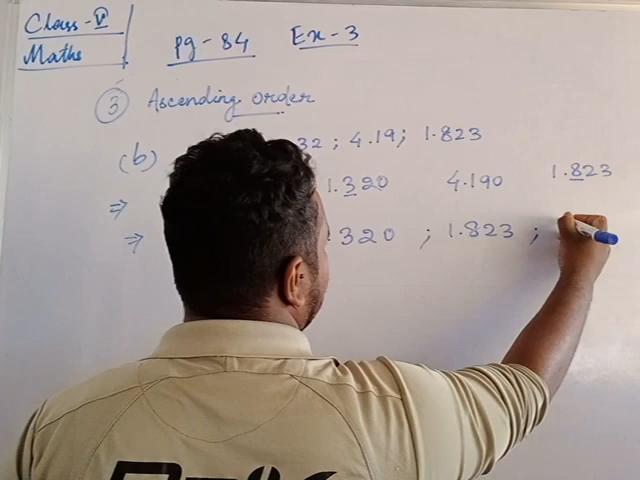 Class-V
Maths
Pg-84 Ex-3
③ Ascending order
(b) 32 ; 4.19 ; 1.823
⇒ 1.320 4.190 1.823
⇒ .320 ; 1.823 ;